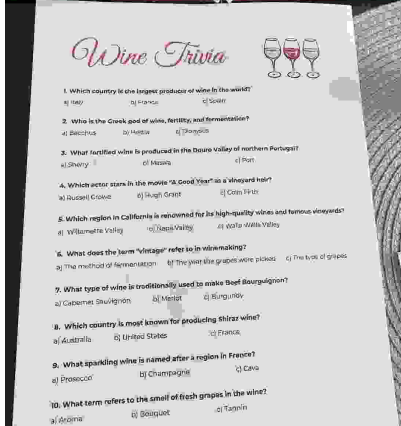 Wine Trivia
1. Which country is the largest producer of wine in the world?
a) Italy b) France c) Spain
2. Who is the Greek god of wine, fertility, and fermentation?
a) Bacchus b) Hestia c) Dionysus
3. What fortified wine is produced in the Douro Valley of northern Portugal?
a) Sherry b) Masala c) Port
4. Which actor stars in the movie "A Good Year" as a vineyard heir?
a) Russell Crowe b) Hugh Grant c) Colin Firth
5. Which region in California is renowned for its high-quality wines and famous vineyards?
a) Willamette Valley b) Napa Valley c) Walla Walla Valley
6. What does the term "vintage" refer to in winemaking?
a) The method of fermentation b) The year the grapes were picked c) The type of grapes
7. What type of wine is traditionally used to make Beef Bourguignon?
a) Cabernet Sauvignon b) Merlot c) Burgundy
8. Which country is most known for producing Shiraz wine?
a) Australia b) United States c) France
9. What sparkling wine is named after a region in France?
a) Prosecco b) Champagne c) Cava
10. What term refers to the smell of fresh grapes in the wine?
a) Aroma b) Bouquet c) Tannin